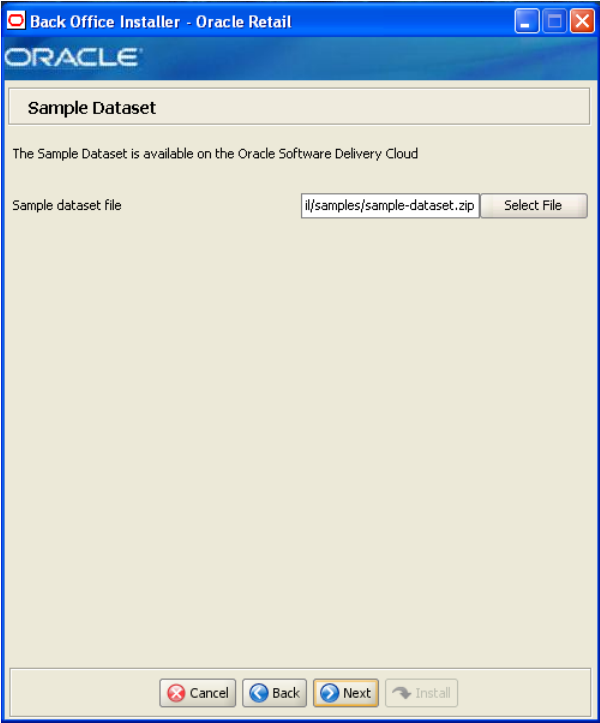 Back Office Installer - Oracle Retail
ORACLE
Sample Dataset
The Sample Dataset is available on the Oracle Software Delivery Cloud
Sample dataset file il/samples/sample-dataset.zip Select File
Cancel Back Next Install